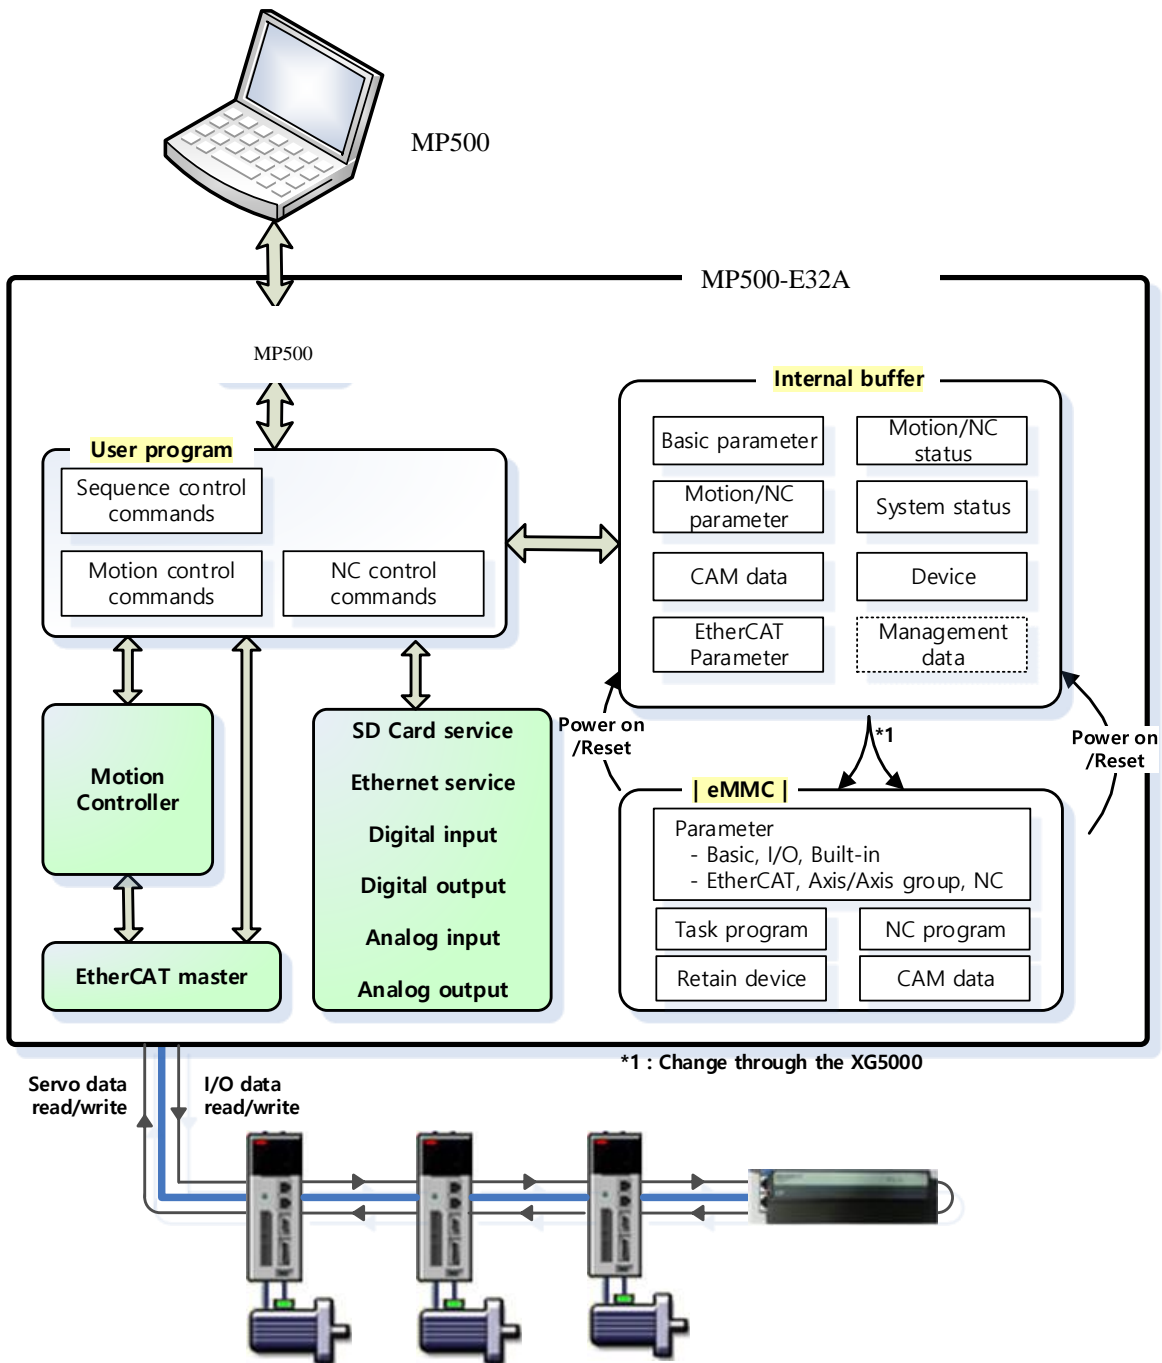 MP500
MP500-E32A
MP500
User program
Sequence control
commands
Motion control
commands
NC control
commands
Internal buffer
Basic parameter
Motion/NC
status
Motion/NC
parameter
System status
CAM data
Device
EtherCAT
Parameter
Management
data
Motion
Controller
EtherCAT master
SD Card service
Ethernet service
Digital input
Digital output
Analog input
Analog output
Power on
/Reset
*1
Power on
/Reset
| eMMC |
Parameter
- Basic, I/O, Built-in
- EtherCAT, Axis/Axis group, NC
Task program
NC program
Retain device
CAM data
*1 : Change through the XG5000
Servo data
read/write
I/O data
read/write